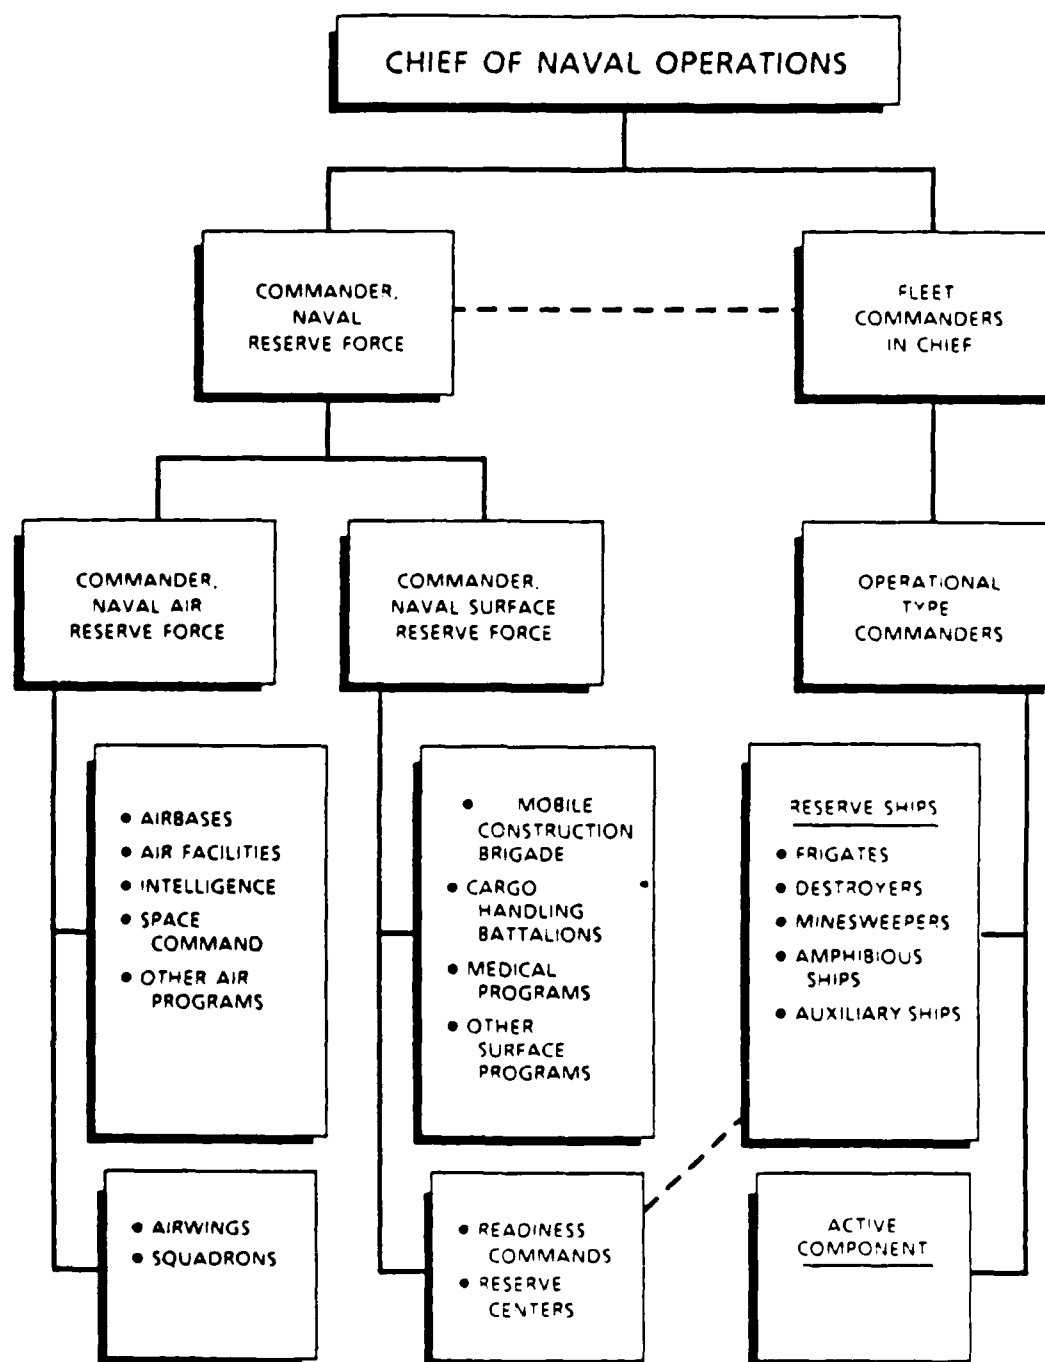 CHIEF OF NAVAL OPERATIONS
COMMANDER,
NAVAL
RESERVE FORCE
FLEET
COMMANDERS
IN CHIEF
COMMANDER,
NAVAL AIR
RESERVE FORCE
COMMANDER,
NAVAL SURFACE
RESERVE FORCE
OPERATIONAL
TYPE
COMMANDERS
• AIRBASES
• AIR FACILITIES
• INTELLIGENCE
• SPACE
COMMAND
• OTHER AIR
PROGRAMS
• MOBILE
CONSTRUCTION
BRIGADE
• CARGO
HANDLING
BATTALIONS
• MEDICAL
PROGRAMS
• OTHER
SURFACE
PROGRAMS
RESERVE SHIPS
• FRIGATES
• DESTROYERS
• MINESWEEPERS
• AMPHIBIOUS
SHIPS
• AUXILIARY SHIPS
• AIRWINGS
• SQUADRONS
• READINESS
COMMANDS
• RESERVE
CENTERS
ACTIVE
COMPONENT